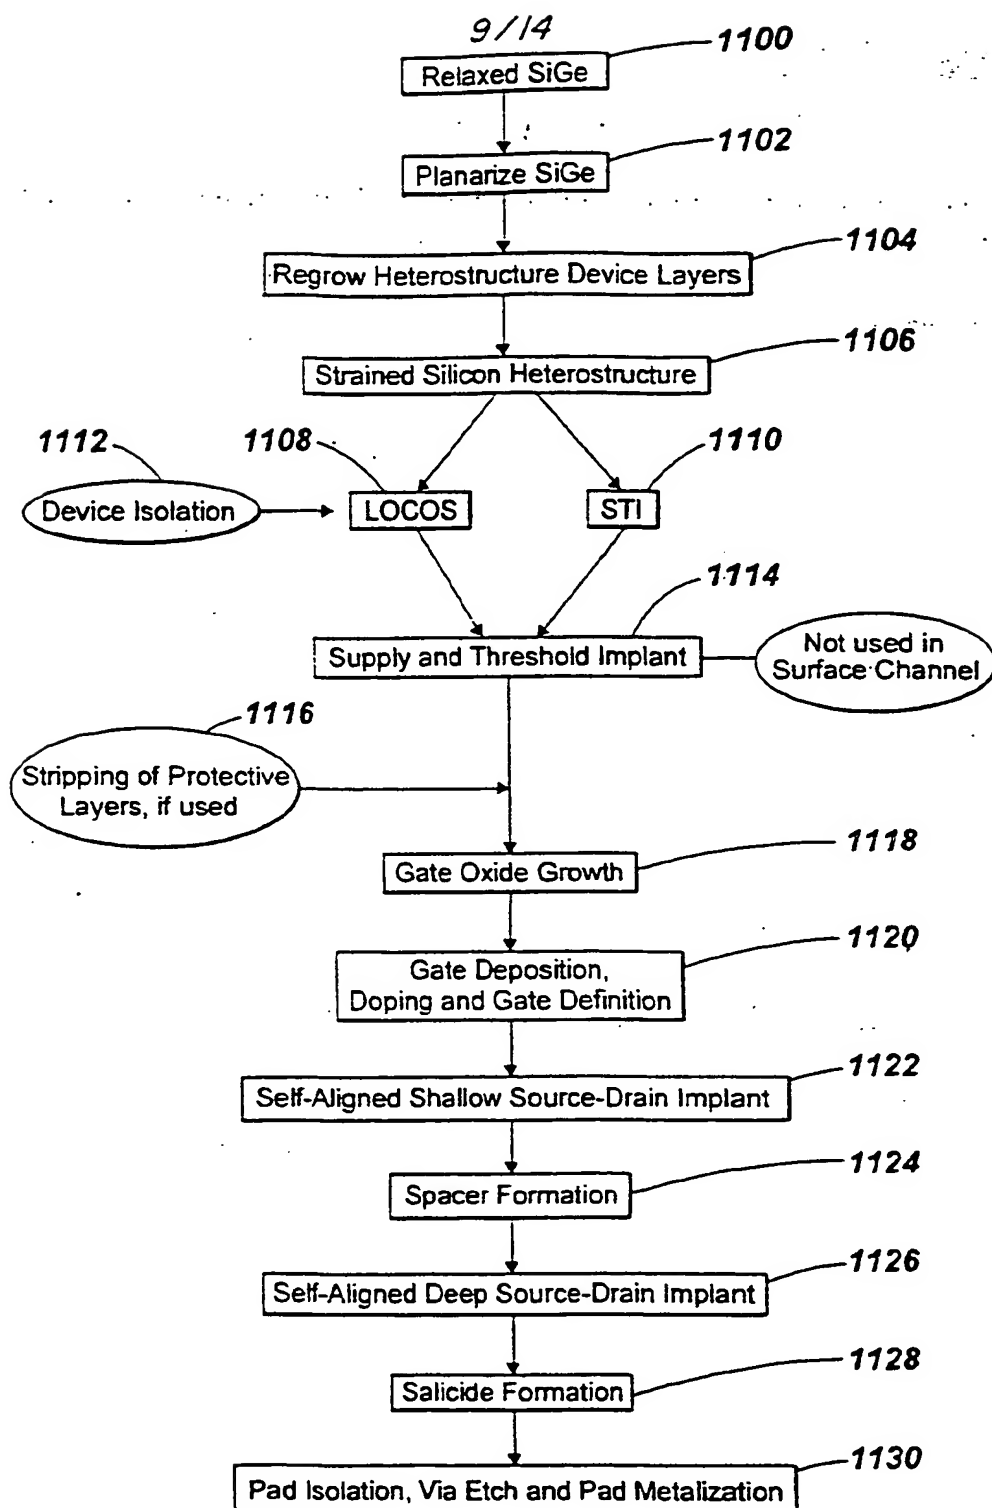 9/14
1100
Relaxed SiGe
1102
Planarize SiGe
1104
Regrow Heterostructure Device Layers
1106
Strained Silicon Heterostructure
1112
1108
1110
Device Isolation
LOCOS
STI
1114
Supply and Threshold Implant
Not used in
Surface Channel
1116
Stripping of Protective
Layers, if used
1118
Gate Oxide Growth
1120
Gate Deposition,
Doping and Gate Definition
1122
Self-Aligned Shallow Source-Drain Implant
1124
Spacer Formation
1126
Self-Aligned Deep Source-Drain Implant
1128
Salicide Formation
1130
Pad Isolation, Via Etch and Pad Metalization